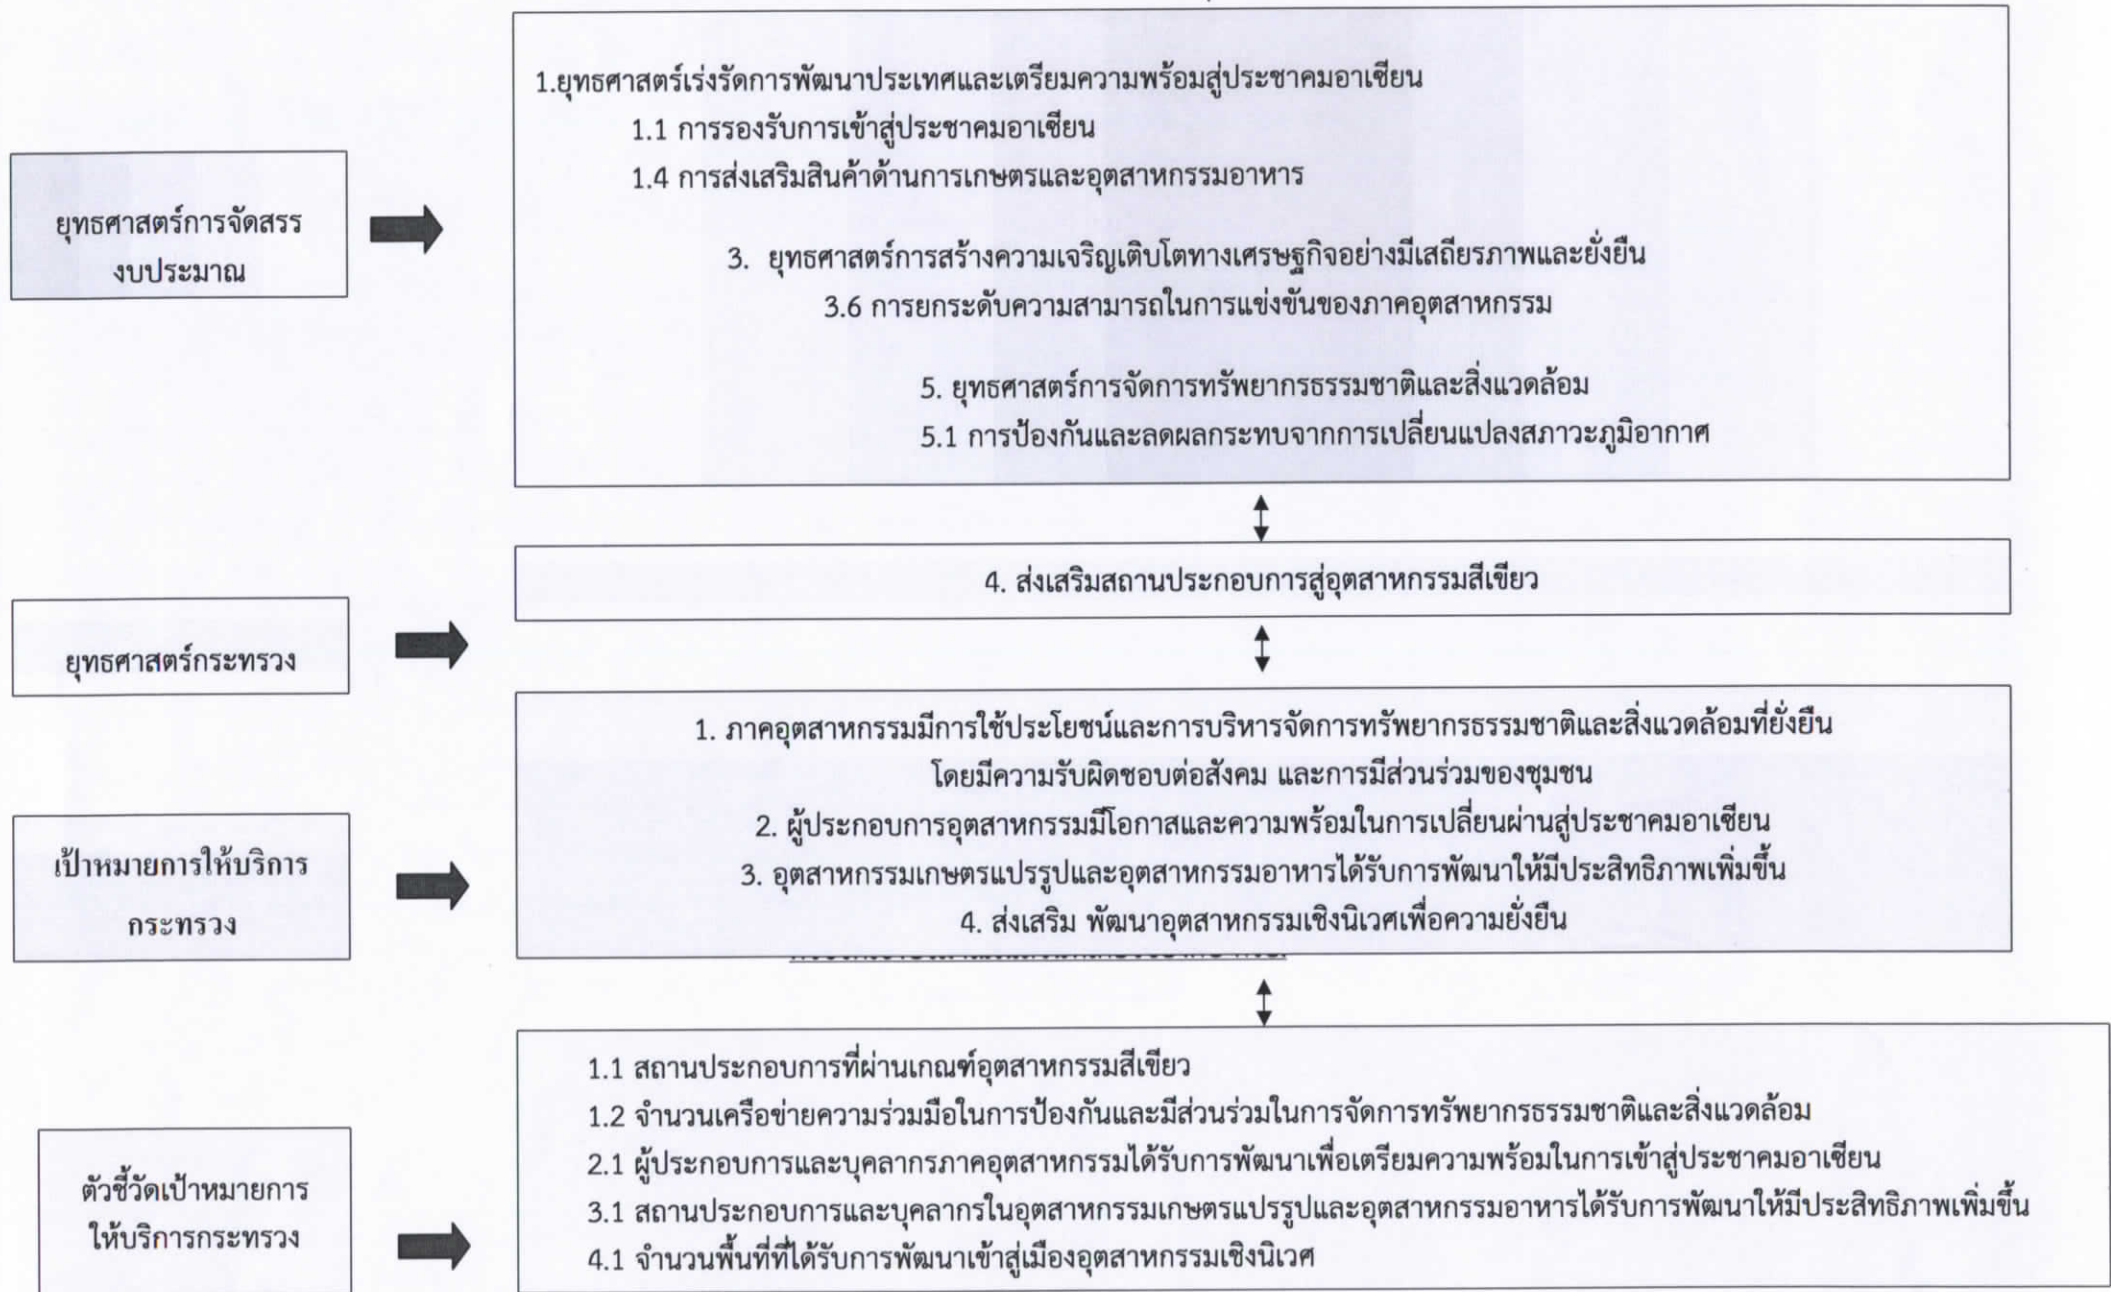 1.ยุทธศาสตร์เร่งรัดการพัฒนาประเทศและเตรียมความพร้อมสู่ประชาคมอาเซียน
1.1 การรองรับการเข้าสู่ประชาคมอาเซียน
1.4 การส่งเสริมสินค้าด้านการเกษตรและอุตสาหกรรมอาหาร
ยุทธศาสตร์การจัดสรร
งบประมาณ
3. ยุทธศาสตร์การสร้างความเจริญเติบโตทางเศรษฐกิจอย่างมีเสถียรภาพและยั่งยืน
3.6 การยกระดับความสามารถในการแข่งขันของภาคอุตสาหกรรม
5. ยุทธศาสตร์การจัดการทรัพยากรธรรมชาติและสิ่งแวดล้อม
5.1 การป้องกันและลดผลกระทบจากการเปลี่ยนแปลงสภาวะภูมิอากาศ
4. ส่งเสริมสถานประกอบการสู่อุตสาหกรรมสีเขียว
ยุทธศาสตร์กระทรวง
1. ภาคอุตสาหกรรมมีการใช้ประโยชน์และการบริหารจัดการทรัพยากรธรรมชาติและสิ่งแวดล้อมที่ยั่งยืน
โดยมีความรับผิดชอบต่อสังคม และการมีส่วนร่วมของชุมชน
2. ผู้ประกอบการอุตสาหกรรมมีโอกาสและความพร้อมในการเปลี่ยนผ่านสู่ประชาคมอาเซียน
3. อุตสาหกรรมเกษตรแปรรูปและอุตสาหกรรมอาหารได้รับการพัฒนาให้มีประสิทธิภาพเพิ่มขึ้น
4. ส่งเสริม พัฒนาอุตสาหกรรมเชิงนิเวศเพื่อความยั่งยืน
เป้าหมายการให้บริการ
กระทรวง
1.1 สถานประกอบการที่ผ่านเกณฑ์อุตสาหกรรมสีเขียว
1.2 จำนวนเครือข่ายความร่วมมือในการป้องกันและมีส่วนร่วมในการจัดการทรัพยากรธรรมชาติและสิ่งแวดล้อม
2.1 ผู้ประกอบการและบุคลากรภาคอุตสาหกรรมได้รับการพัฒนาเพื่อเตรียมความพร้อมในการเข้าสู่ประชาคมอาเซียน
3.1 สถานประกอบการและบุคลากรในอุตสาหกรรมเกษตรแปรรูปและอุตสาหกรรมอาหารได้รับการพัฒนาให้มีประสิทธิภาพเพิ่มขึ้น
4.1 จำนวนพื้นที่ที่ได้รับการพัฒนาเข้าสู่เมืองอุตสาหกรรมเชิงนิเวศ
ตัวชี้วัดเป้าหมายการ
ให้บริการกระทรวง